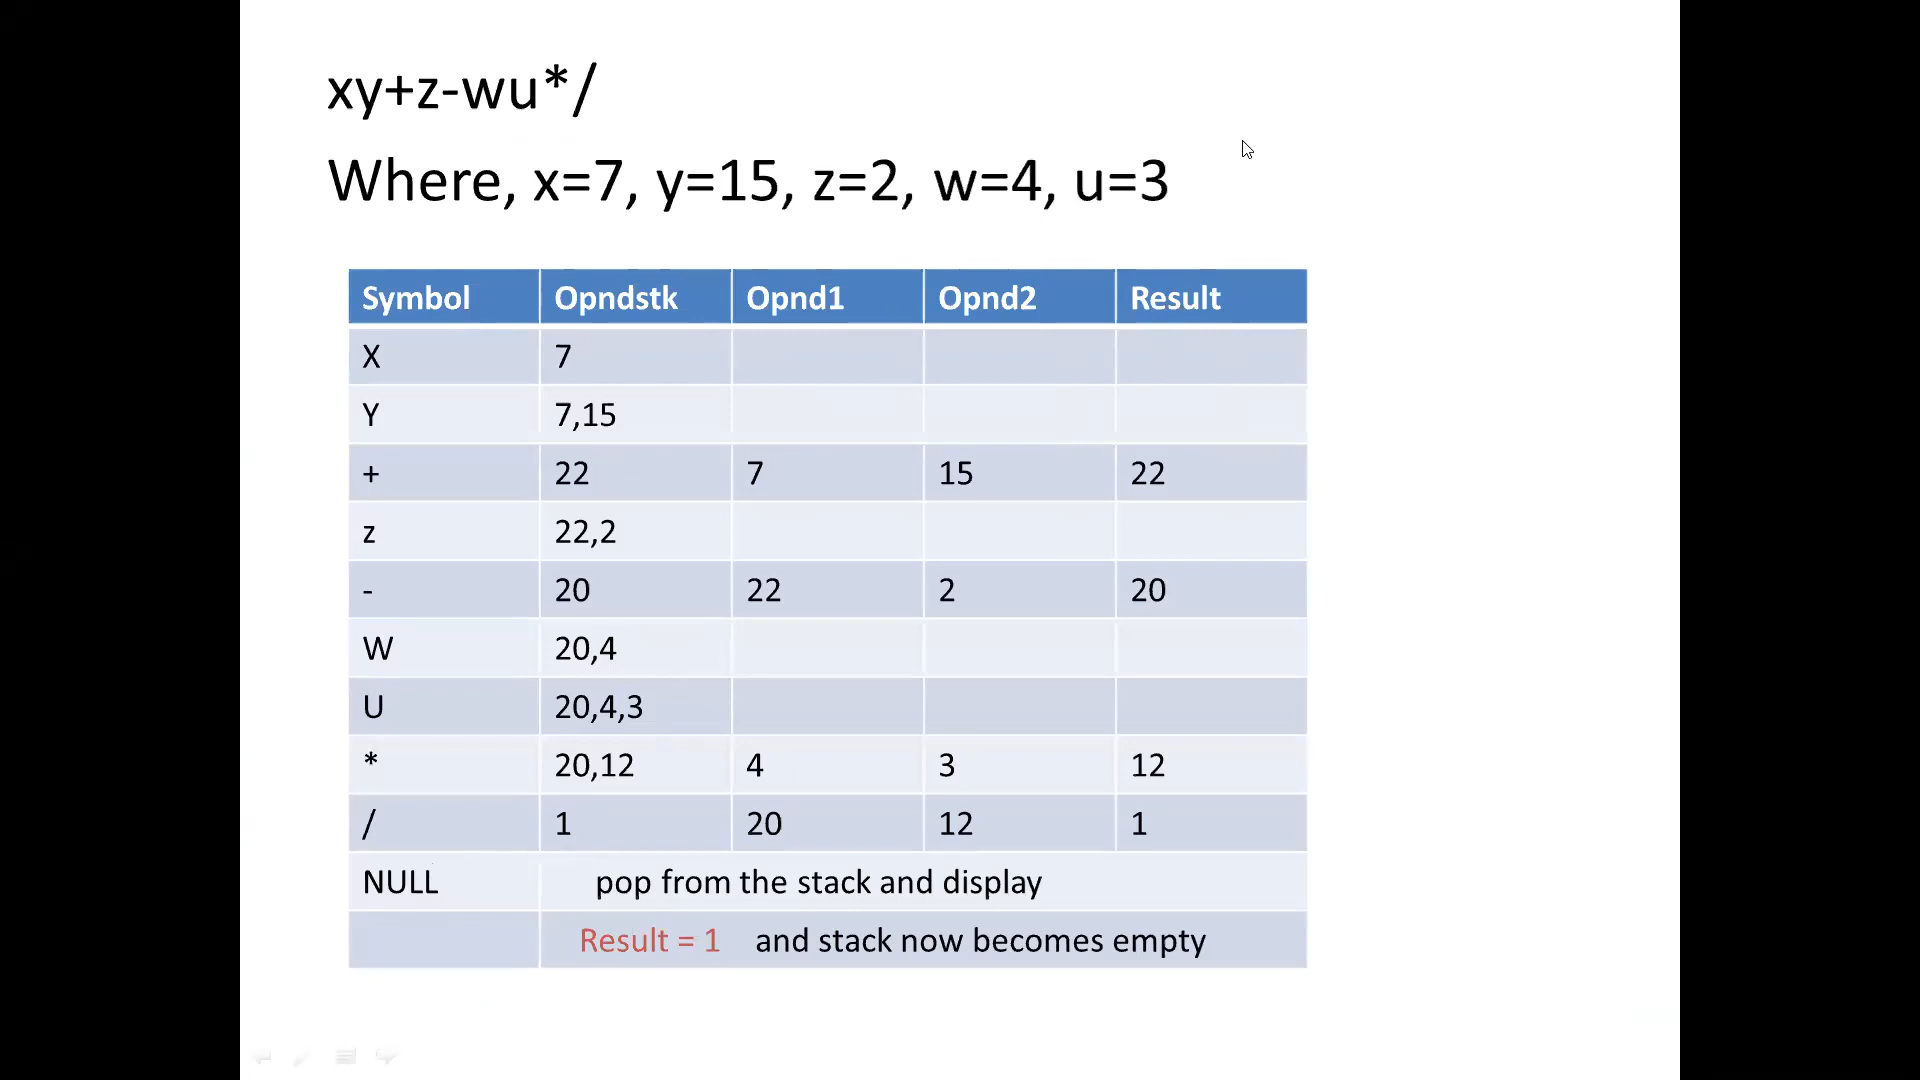 xy+z-wu*/
Where, x=7, y=15, z=2, w=4, u=3
Symbol Opndstk Opnd1 Opnd2 Result
X 7
Y 7,15
+ 22 7 15 22
z 22,2
- 20 22 2 20
W 20,4
U 20,4,3
* 20,12 4 3 12
/ 1 20 12 1
NULL pop from the stack and display
Result = 1 and stack now becomes empty